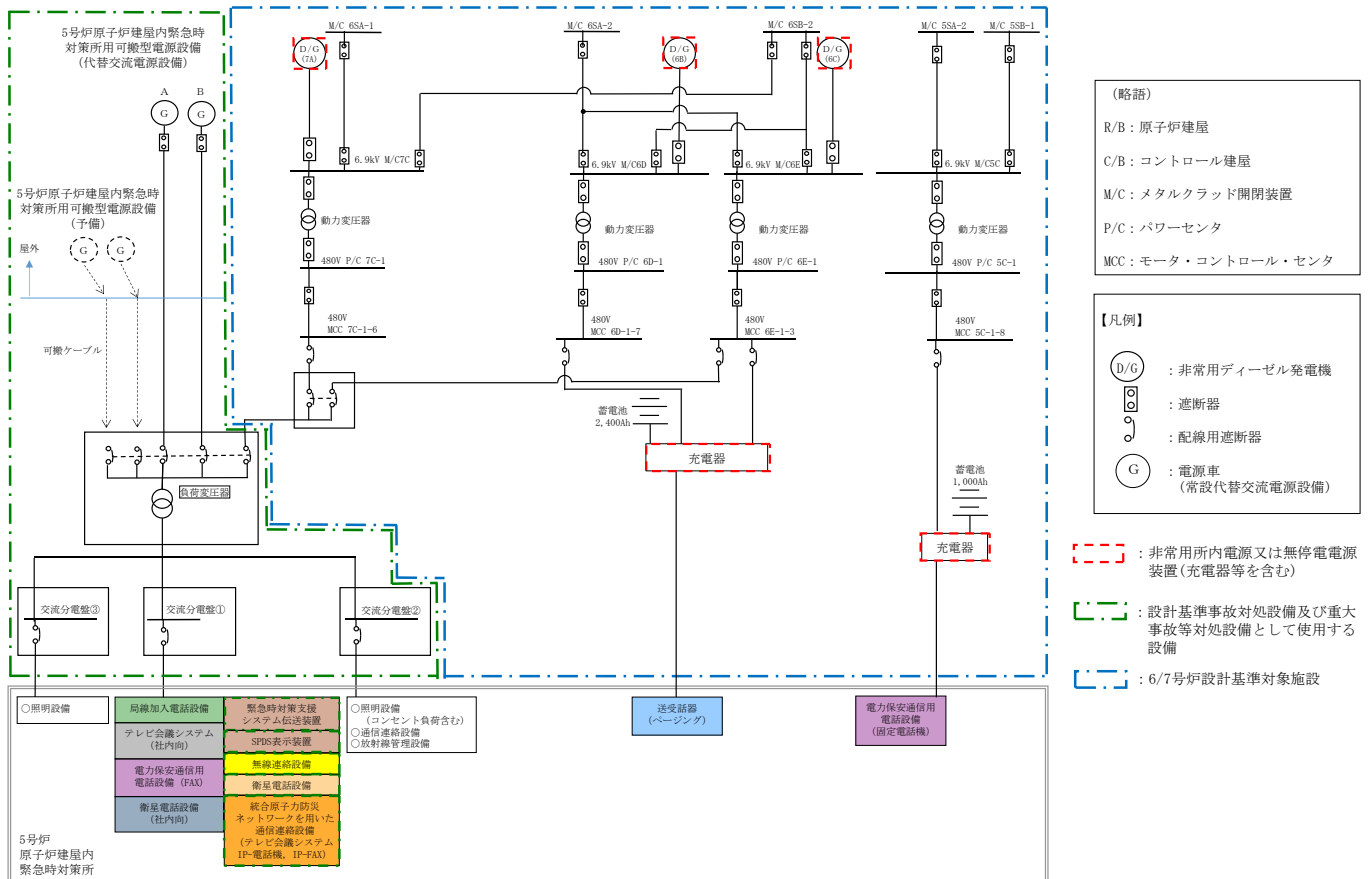 5号炉原子炉建屋内緊急時
対策所用可搬型電源設備
(代替交流電源設備)
A
B
G
G
5号炉原子炉建屋内緊急時
対策所用可搬型電源設備
(予備)
G
G
屋外
可搬ケーブル
負荷変圧器
交流分電盤③
交流分電盤①
交流分電盤②
M/C 6SA-1
D/G
(7A)
6.9kV M/C7C
動力変圧器
480V P/C 7C-1
480V
MCC 7C-1-6
M/C 6SA-2
D/G
(6B)
6.9kV M/C6D
動力変圧器
480V P/C 6D-1
480V
MCC 6D-1-7
M/C 6SB-2
D/G
(6C)
6.9kV M/C6E
動力変圧器
480V P/C 6E-1
480V
MCC 6E-1-3
M/C 5SA-2
M/C 5SB-1
6.9kV M/C5C
動力変圧器
480V P/C 5C-1
480V
MCC 5C-1-8
蓄電池
2,400Ah
充電器
蓄電池
1,000Ah
充電器
○照明設備
局線加入電話設備
テレビ会議システム
(社内向)
電力保安通信用
電話設備 (FAX)
衛星電話設備
(社内向)
緊急時対策支援
システム伝送装置
SPDS表示装置
無線連絡設備
衛星電話設備
統合原子力防災
ネットワークを用いた
通信連絡設備
(テレビ会議システム
IP-電話機, IP-FAX)
○照明設備
(コンセント負荷含む)
○通信連絡設備
○放射線管理設備
送受話器
(ページング)
電力保安通信用
電話設備
(固定電話機)
5号炉
原子炉建屋内
緊急時対策所
(略語)
R/B：原子炉建屋
C/B：コントロール建屋
M/C：メタルクラッド開閉装置
P/C：パワーセンタ
MCC：モータ・コントロール・センタ
【凡例】
D/G
：非常用ディーゼル発電機
：遮断器
：配線用遮断器
G
：電源車
(常設代替交流電源設備)
：非常用所内電源又は無停電電源
装置(充電器等を含む)
：設計基準事故対処設備及び重大
事故等対処設備として使用する
設備
：6/7号炉設計基準対象施設